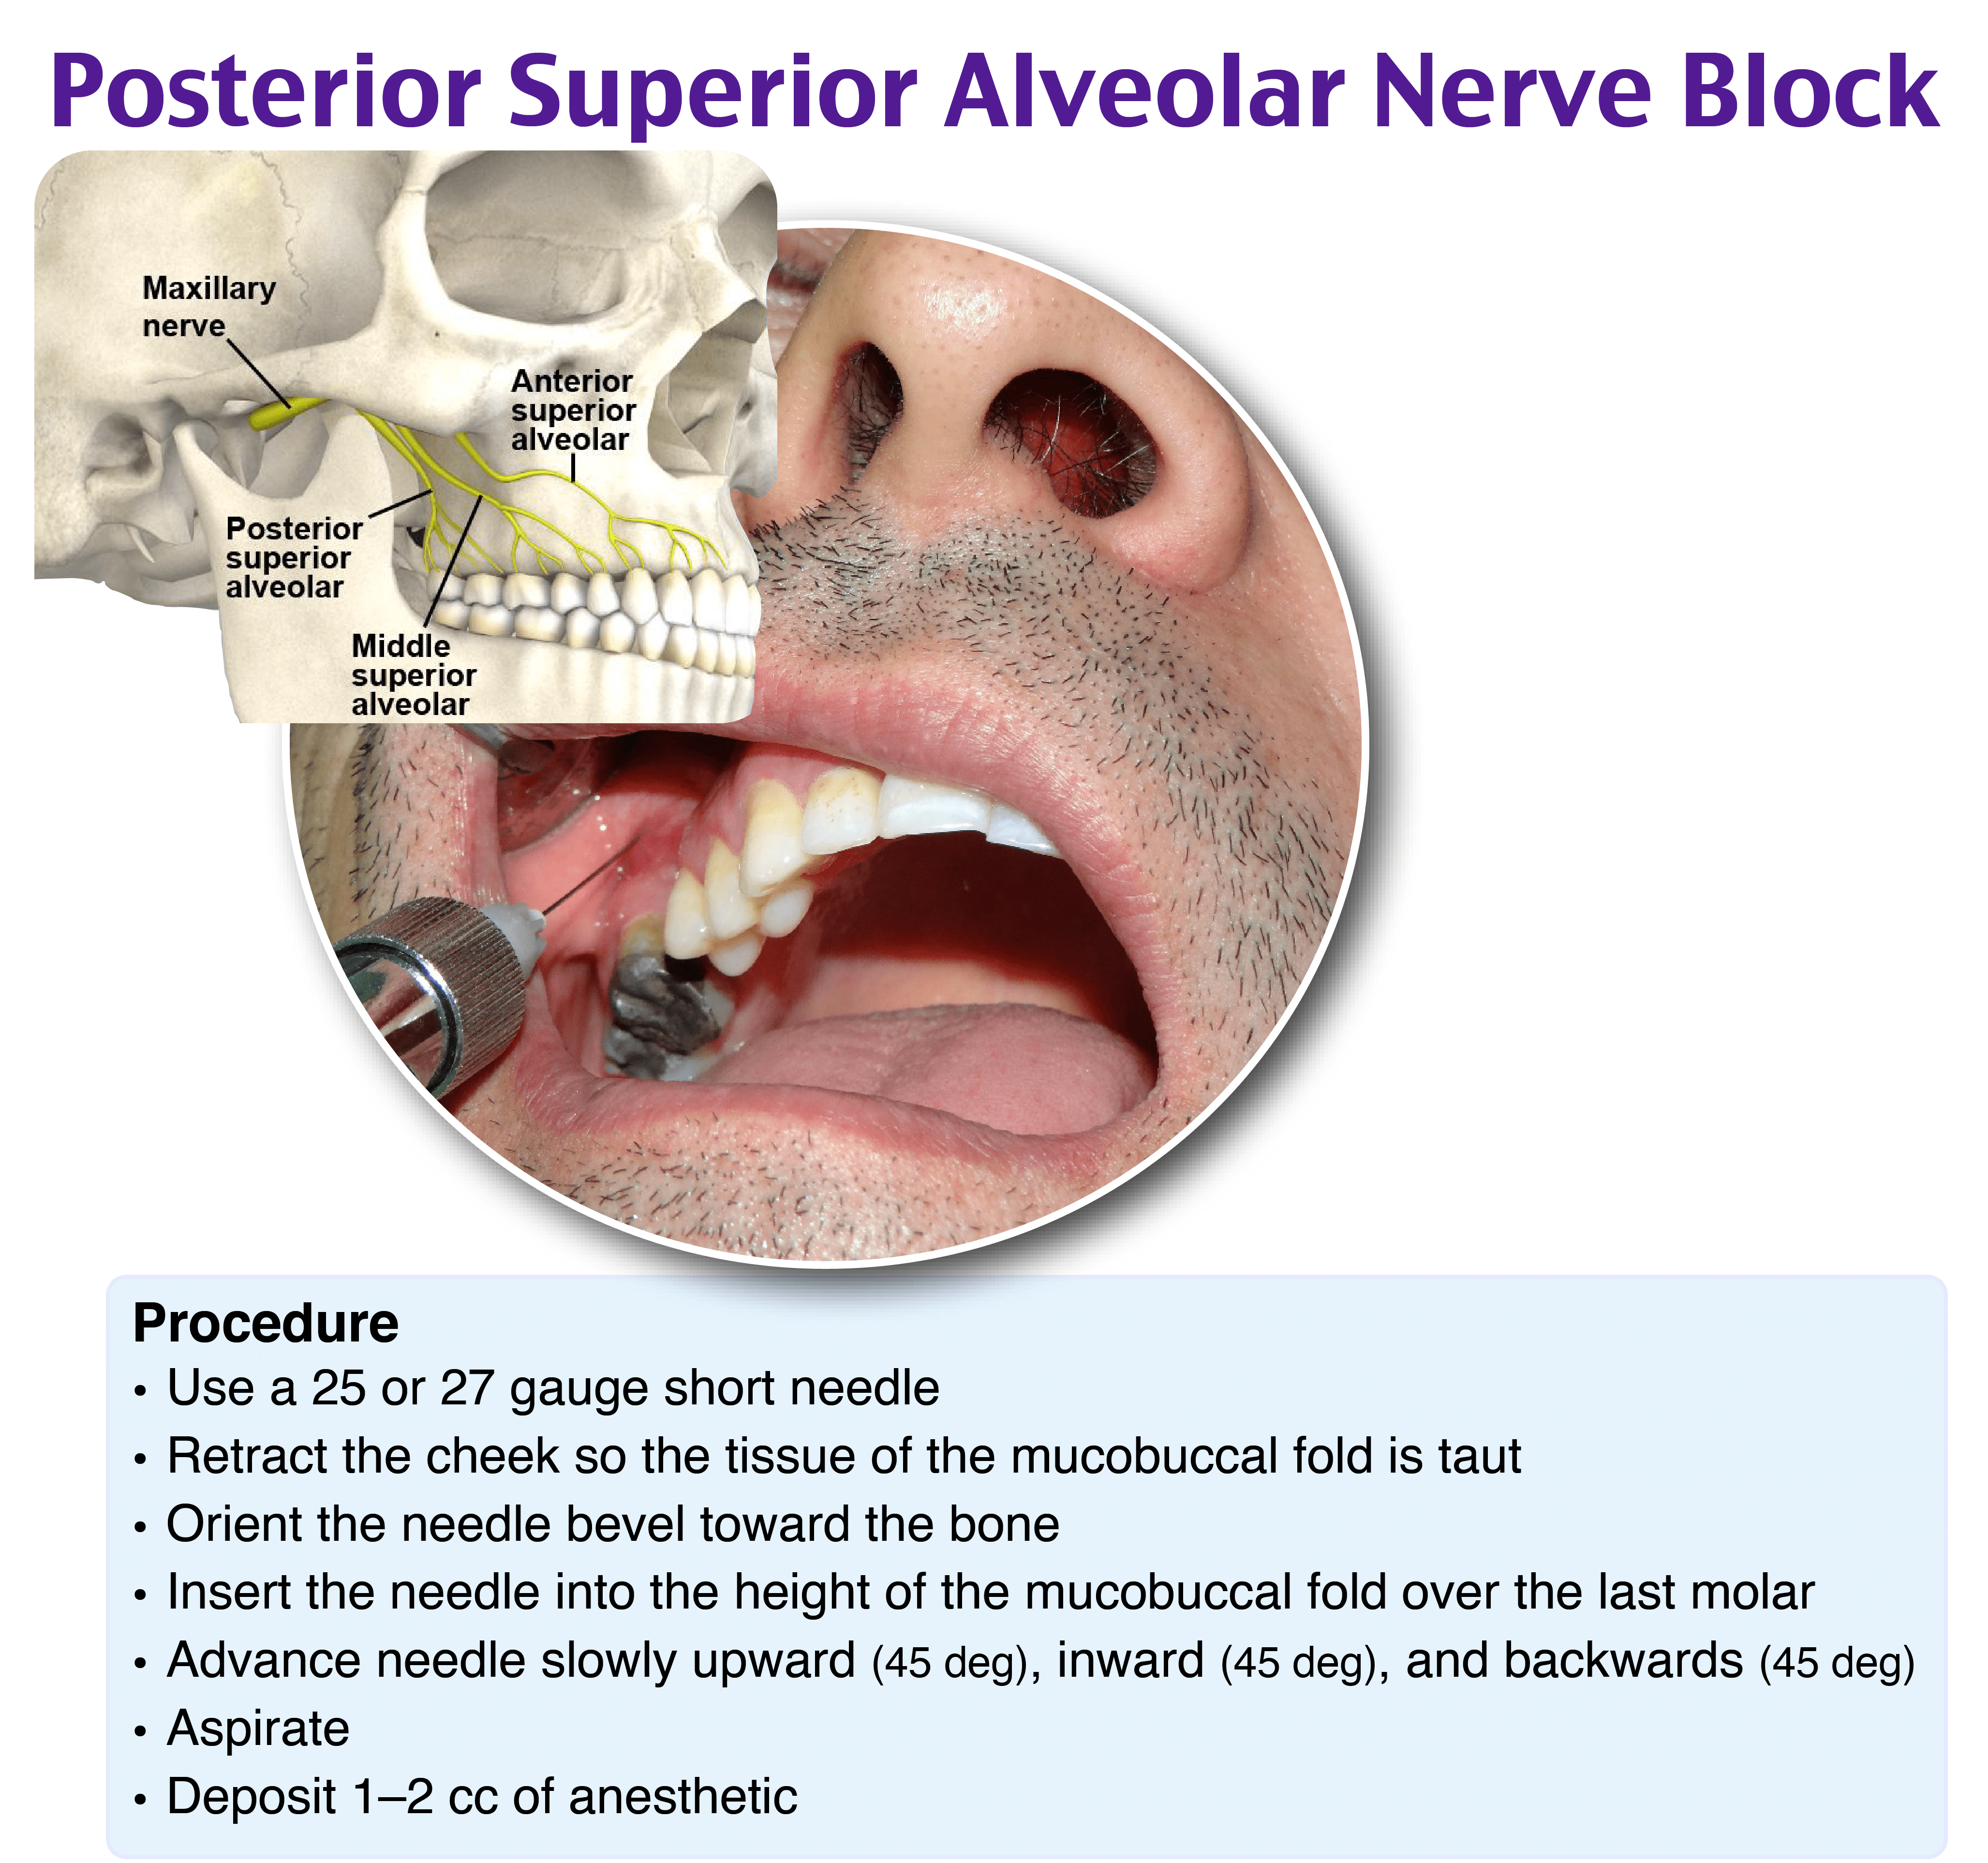 Posterior Superior Alveolar Nerve Block
Maxillary
nerve
Anterior
superior
alveolar
Posterior
superior
alveolar
Middle
superior
alveolar
Procedure
• Use a 25 or 27 gauge short needle
• Retract the cheek so the tissue of the mucobuccal fold is taut
• Orient the needle bevel toward the bone
• Insert the needle into the height of the mucobuccal fold over the last molar
• Advance needle slowly upward (45 deg), inward (45 deg), and backwards (45 deg)
• Aspirate
• Deposit 1–2 cc of anesthetic